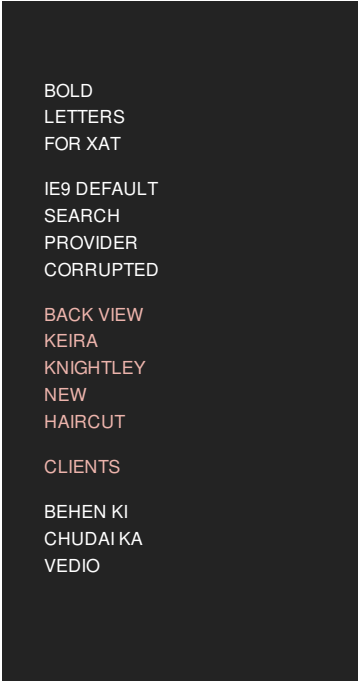 BOLD
LETTERS
FOR XAT
IE9 DEFAULT
SEARCH
PROVIDER
CORRUPTED
BACK VIEW
KEIRA
KNIGHTLEY
NEW
HAIRCUT
CLIENTS
BEHEN KI
CHUDAI KA
VEDIO